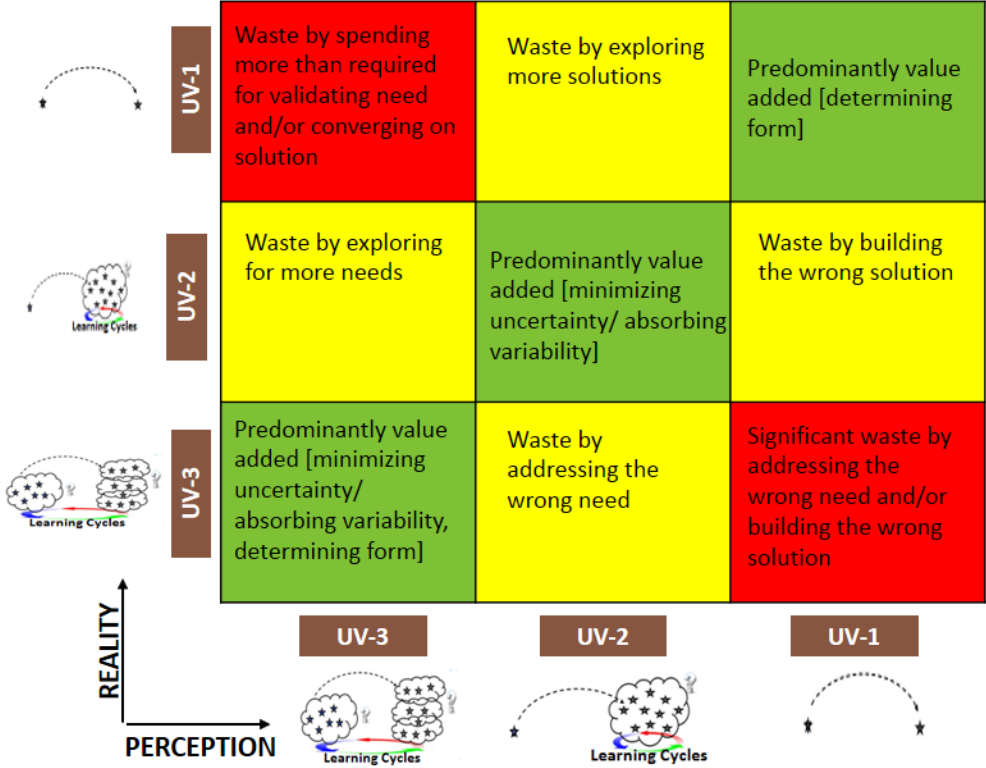 UV-1
Waste by spending
more than required
for validating need
and/or converging on
solution
Waste by exploring
more solutions
Predominantly value
added [determining
form]
UV-2
Learning Cycles
Waste by exploring
for more needs
Predominantly value
added [minimizing
uncertainty/ absorbing
variability]
Waste by building
the wrong solution
UV-3
?
?
Learning Cycles
Predominantly value
added [minimizing
uncertainty/
absorbing variability,
determining form]
Waste by
addressing the
wrong need
Significant waste by
addressing the
wrong need and/or
building the wrong
solution
REALITY
PERCEPTION
UV-3
UV-2
UV-1
?
?
Learning Cycles
?
Learning Cycles